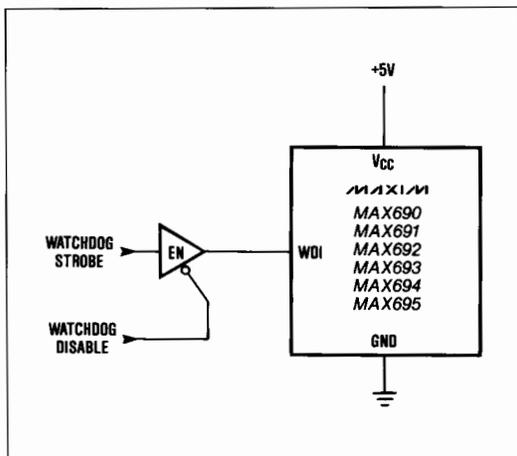 +5V
VCC
MAXIM
MAX690
MAX691
MAX692
MAX693
MAX694
MAX695
GND
WDI
EN
WATCHDOG
STROBE
WATCHDOG
DISABLE